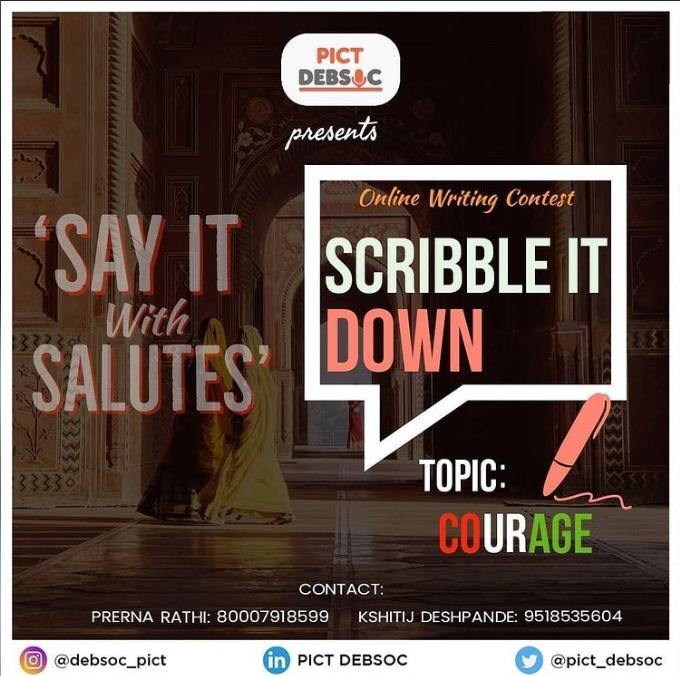 PICT
DEBSOC
presents
'SAY IT
With
SALUTES'
Online Writing Contest
SCRIBBLE IT
DOWN
TOPIC:
COURAGE
CONTACT:
PRERNA RATHI: 80007918599 KSHITIJ DESHPANDE: 9518535604
@debsoc_pict PICT DEBSOC @pict_debsoc